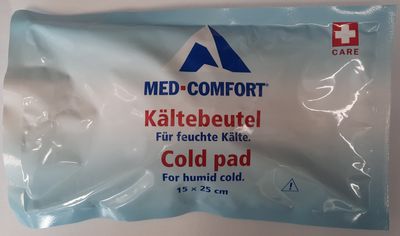 CARE
MED·COMFORT®
Kältebeutel
Für feuchte Kälte.
Cold pad
For humid cold.
15 x 25 cm